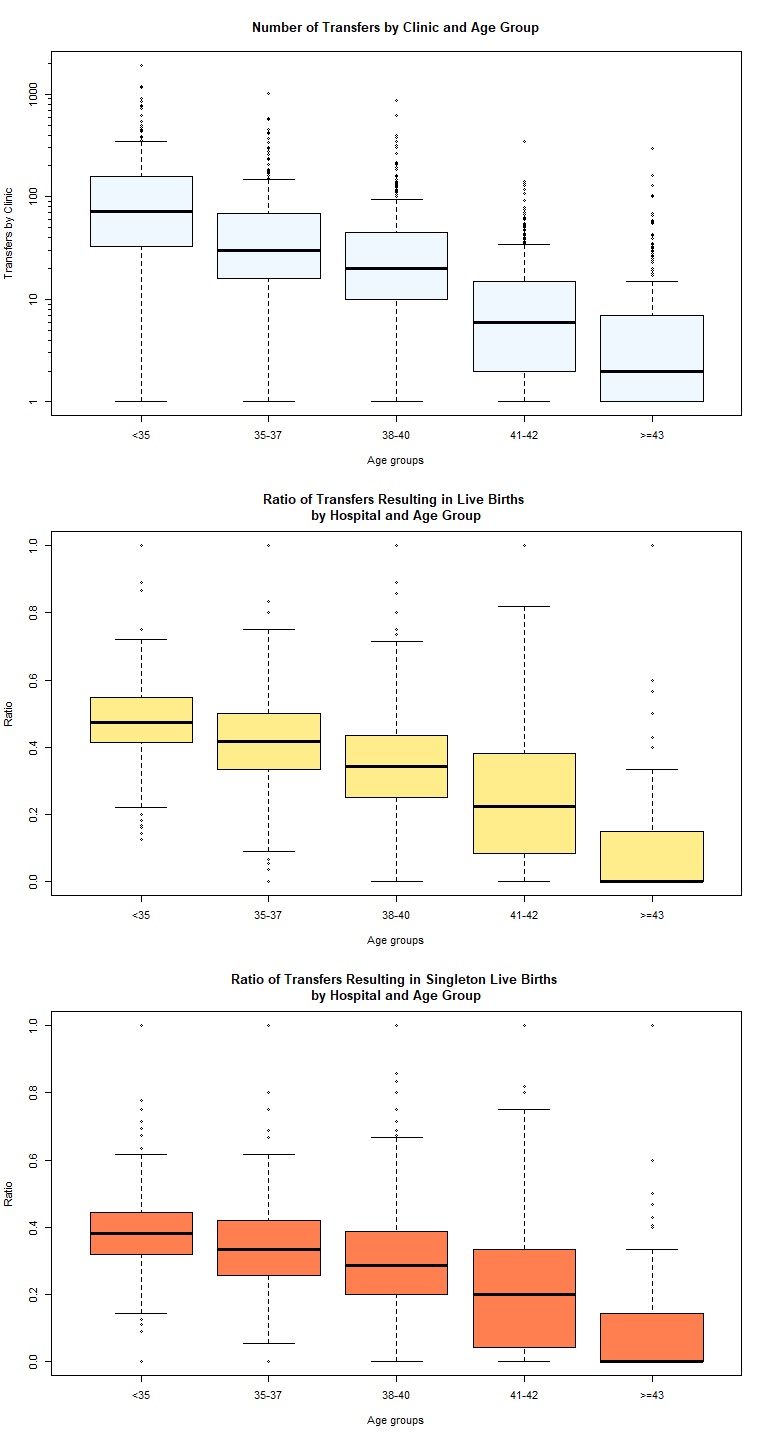 Number of Transfers by Clinic and Age Group
Transfers by Clinic
1000
100
10
1
<35 35-37 38-40 41-42 >=43
Age groups
Ratio of Transfers Resulting in Live Births
by Hospital and Age Group
Ratio
1.0
0.8
0.6
0.4
0.2
0.0
<35 35-37 38-40 41-42 >=43
Age groups
Ratio of Transfers Resulting in Singleton Live Births
by Hospital and Age Group
Ratio
1.0
0.8
0.6
0.4
0.2
0.0
<35 35-37 38-40 41-42 >=43
Age groups